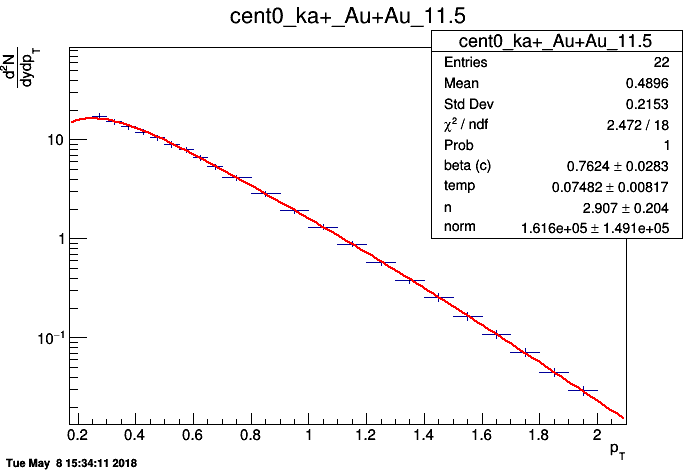 cent0_ka+_Au+Au_11.5
d²N
dydp_T
cent0_ka+_Au+Au_11.5
Entries 22
Mean 0.4896
Std Dev 0.2153
χ² / ndf 2.472 / 18
Prob 1
beta (c) 0.7624 ± 0.0283
temp 0.07482 ± 0.00817
n 2.907 ± 0.204
norm 1.616e+05 ± 1.491e+05
10
1
10⁻¹
0.2 0.4 0.6 0.8 1 1.2 1.4 1.6 1.8 2
p_T
Tue May 8 15:34:11 2018